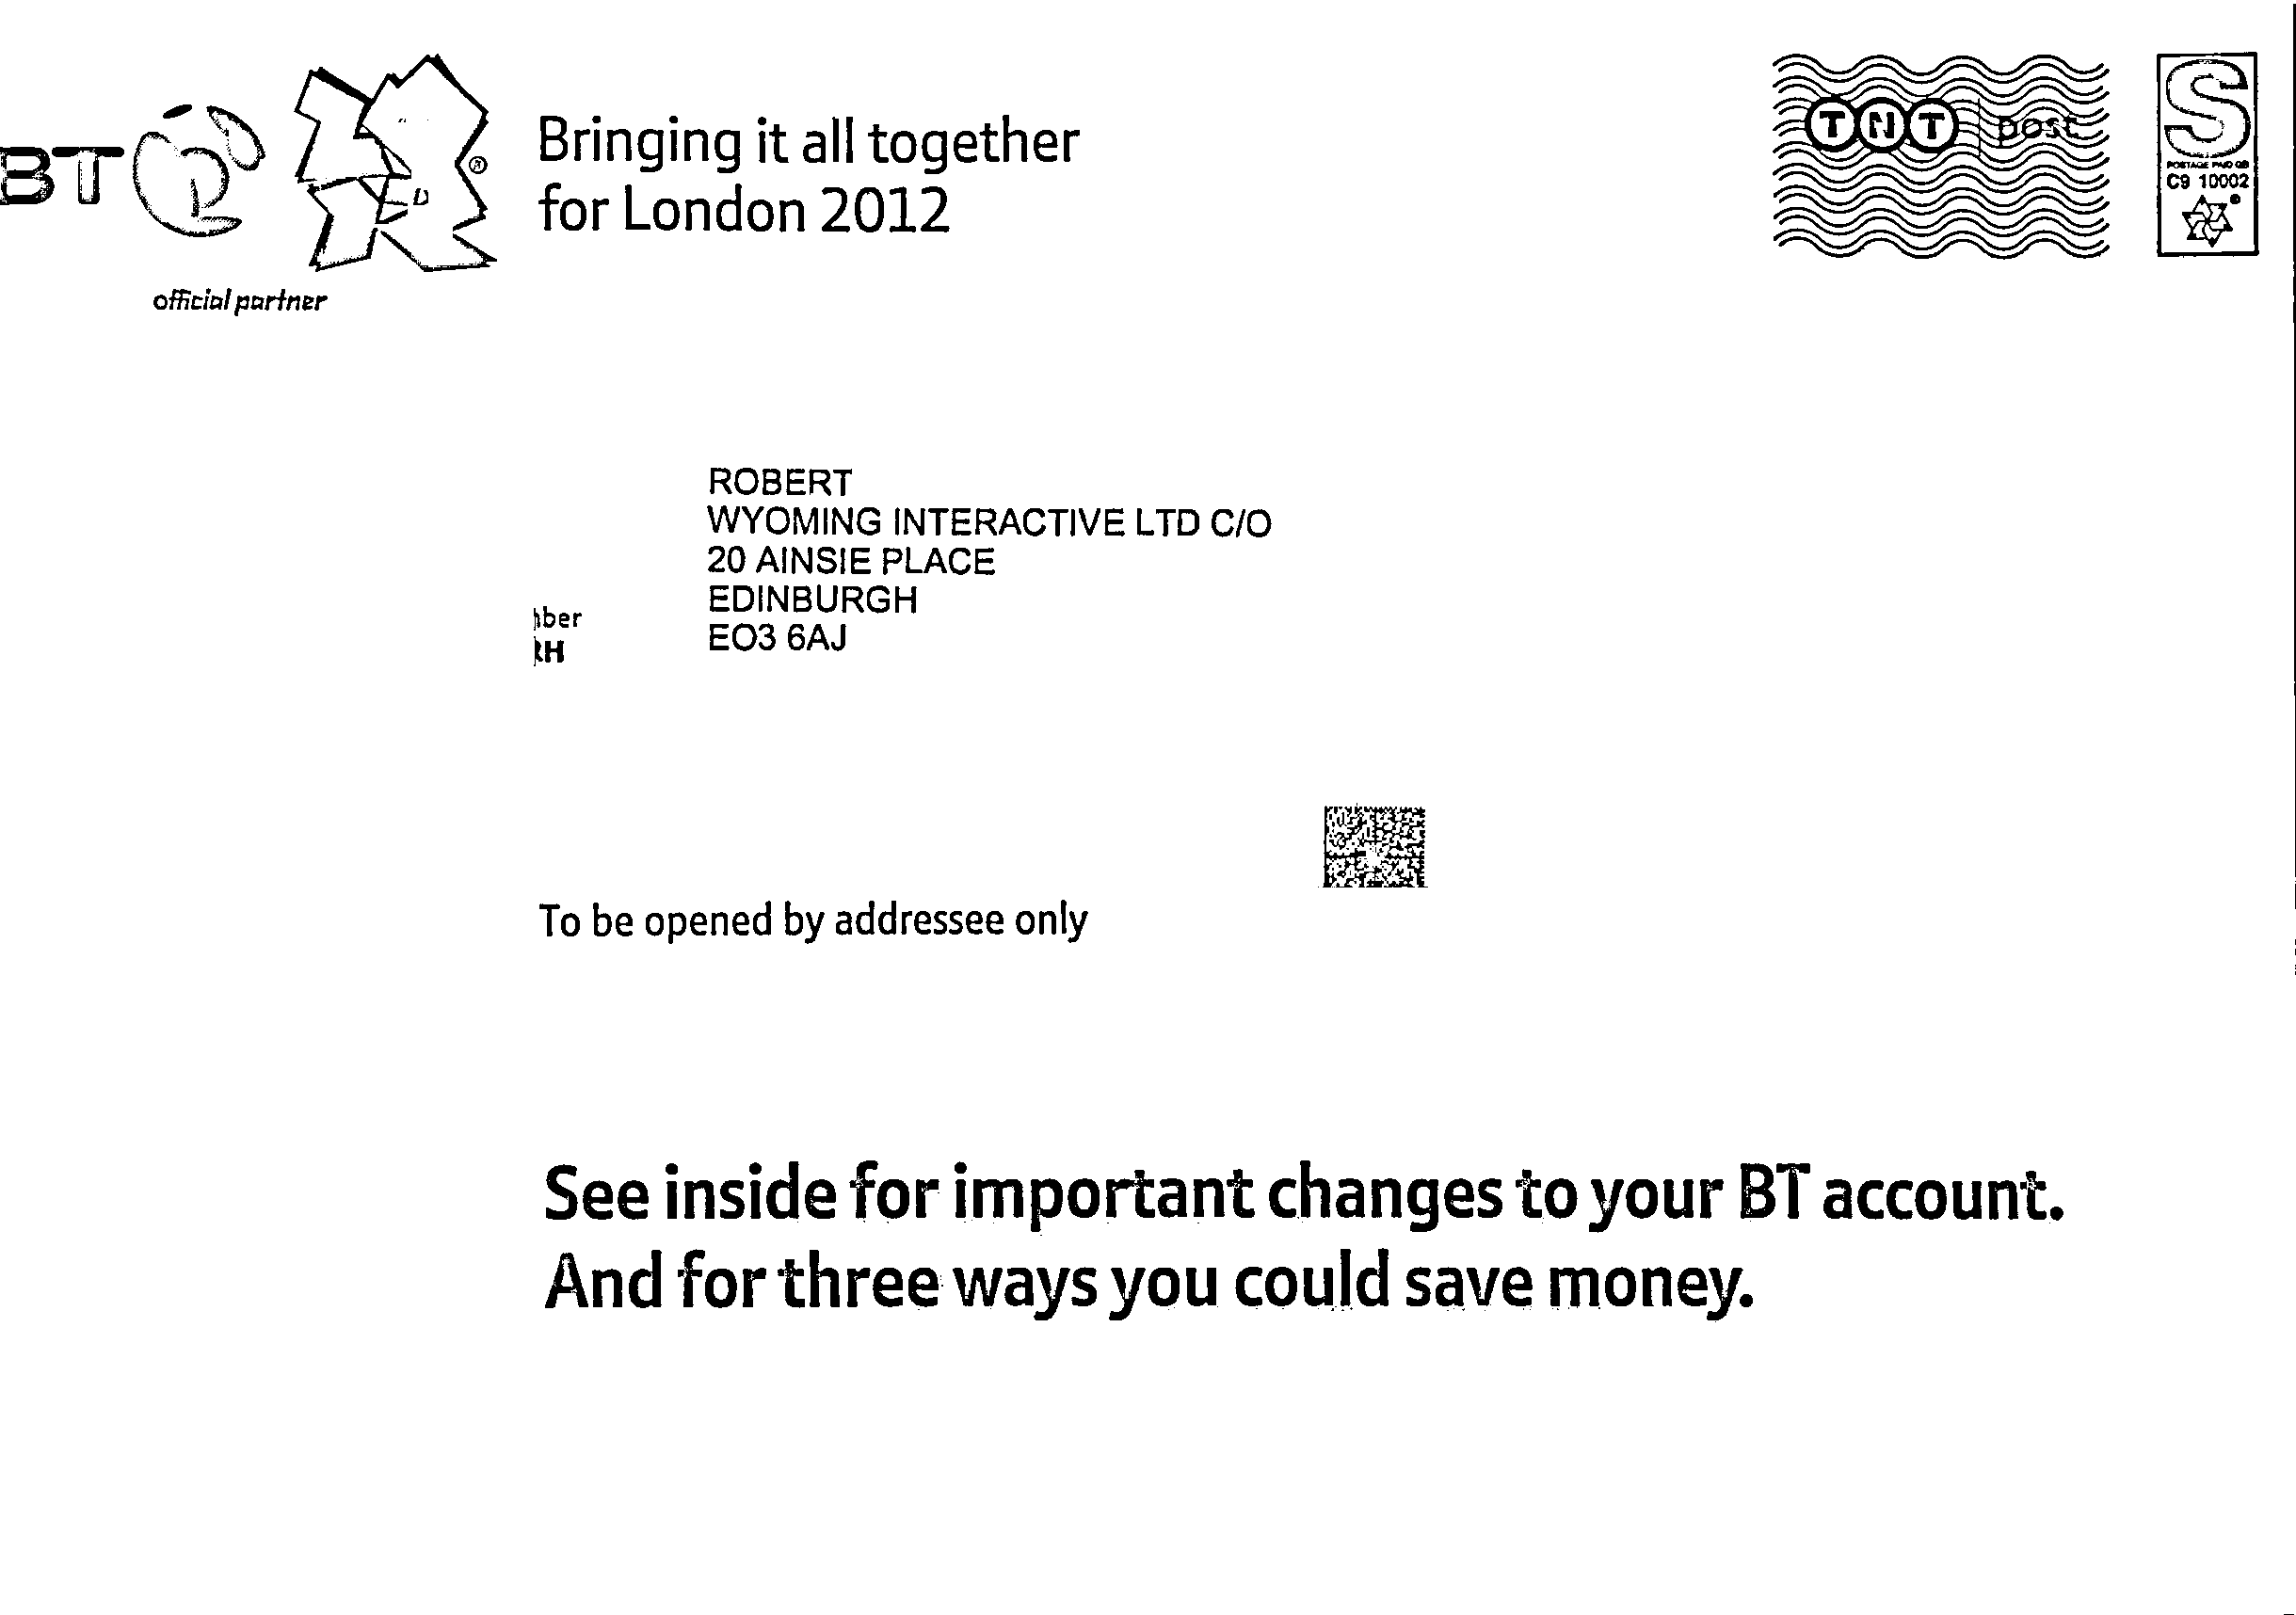 BT
Bringing it all together
for London 2012
official partner
TNT post
S
POSTAGE PAID GB
C9 10002
ROBERT
WYOMING INTERACTIVE LTD C/O
20 AINSIE PLACE
EDINBURGH
EO3 6AJ
ber
RH
To be opened by addressee only
See inside for important changes to your BT account.
And for three ways you could save money.